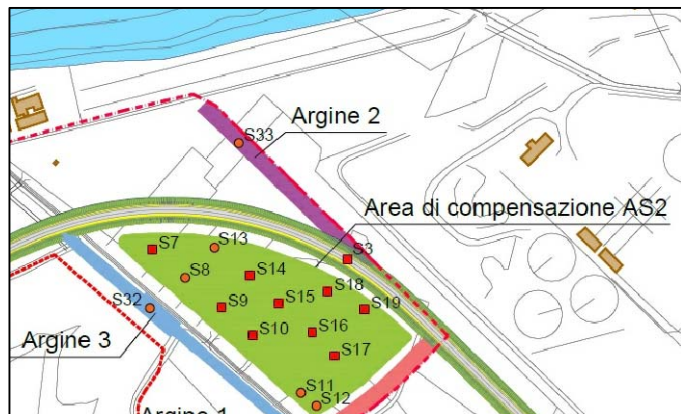 S33
Argine 2
Area di compensazione AS2
S7
S13
S3
S8
S14
S18
S32
S9
S15
S19
Argine 3
S10
S16
S17
S11
S12
Argine 1